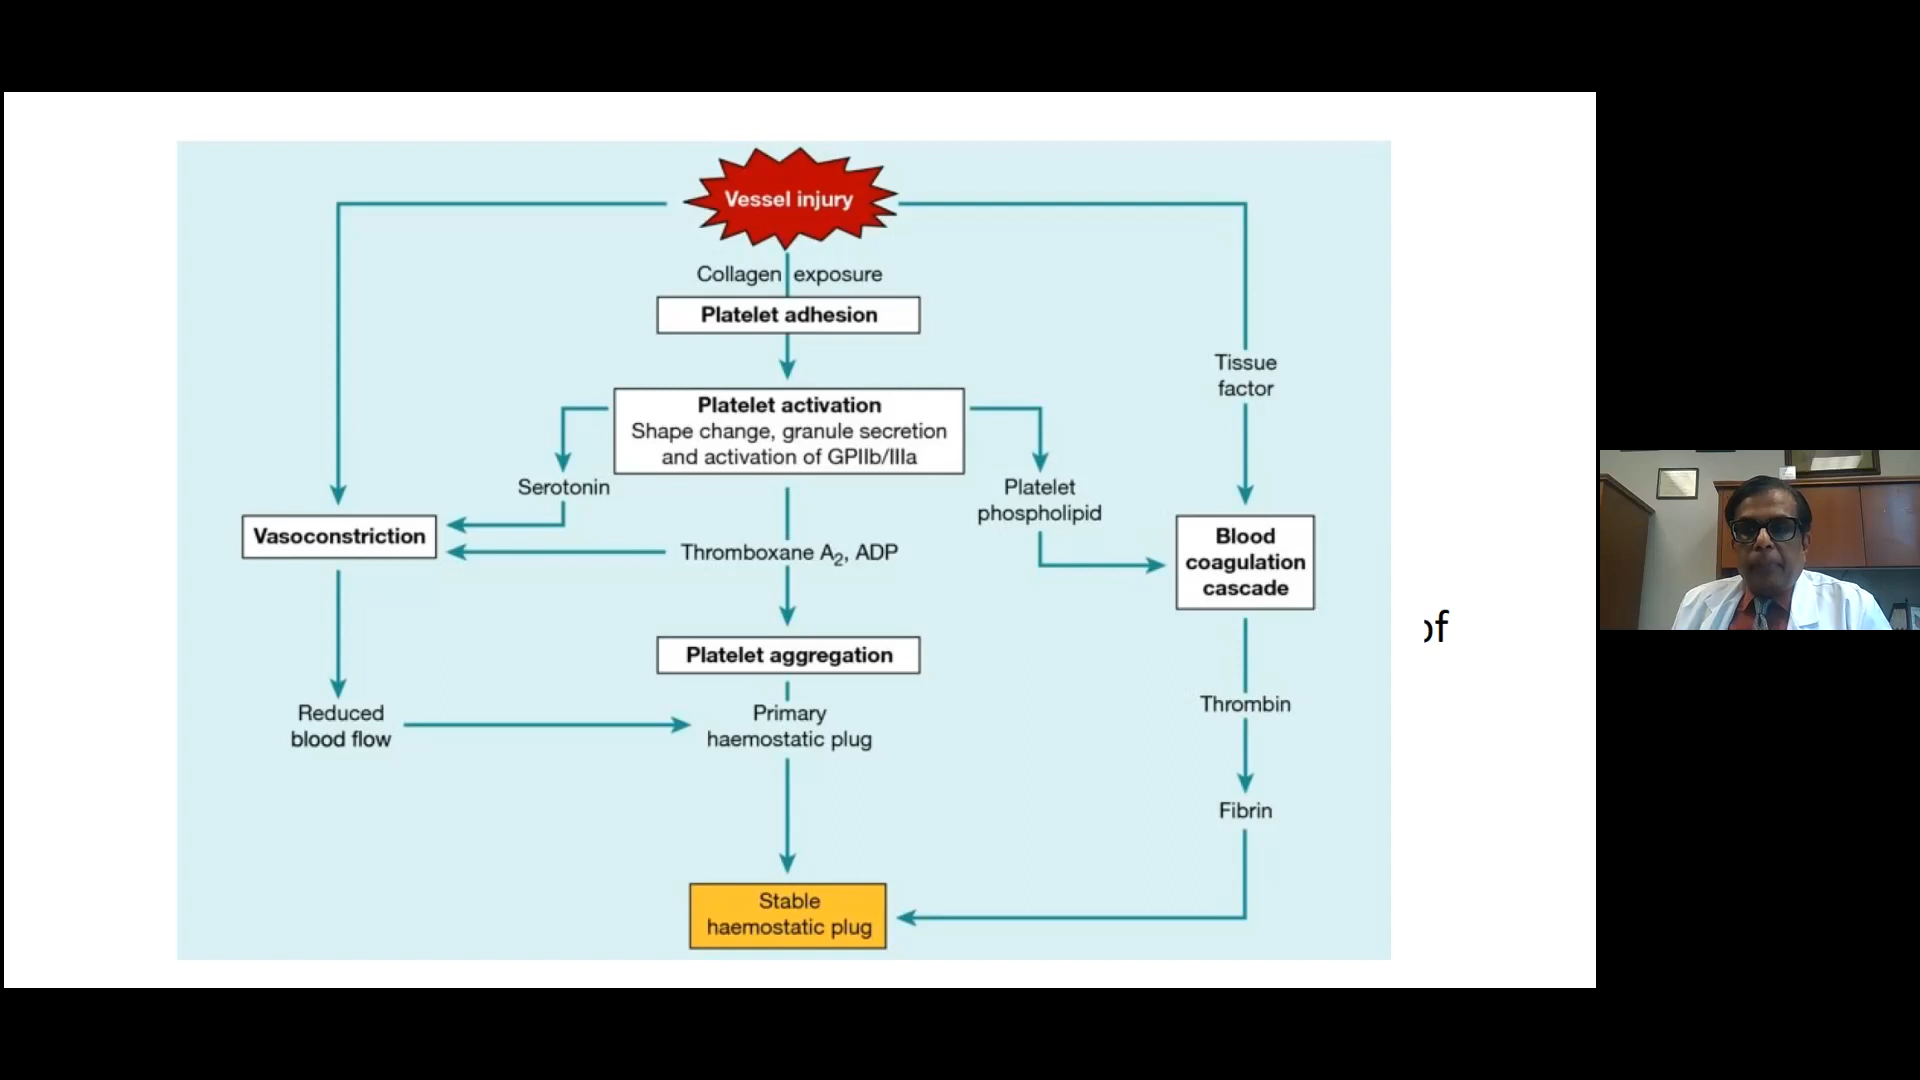 Vessel injury
Collagen exposure
Platelet adhesion
Tissue
factor
Platelet activation
Shape change, granule secretion
and activation of GPIIb/IIIa
Serotonin
Platelet
phospholipid
Vasoconstriction
Thromboxane A₂, ADP
Blood
coagulation
cascade
of
Platelet aggregation
Reduced
blood flow
Primary
haemostatic plug
Thrombin
Fibrin
Stable
haemostatic plug